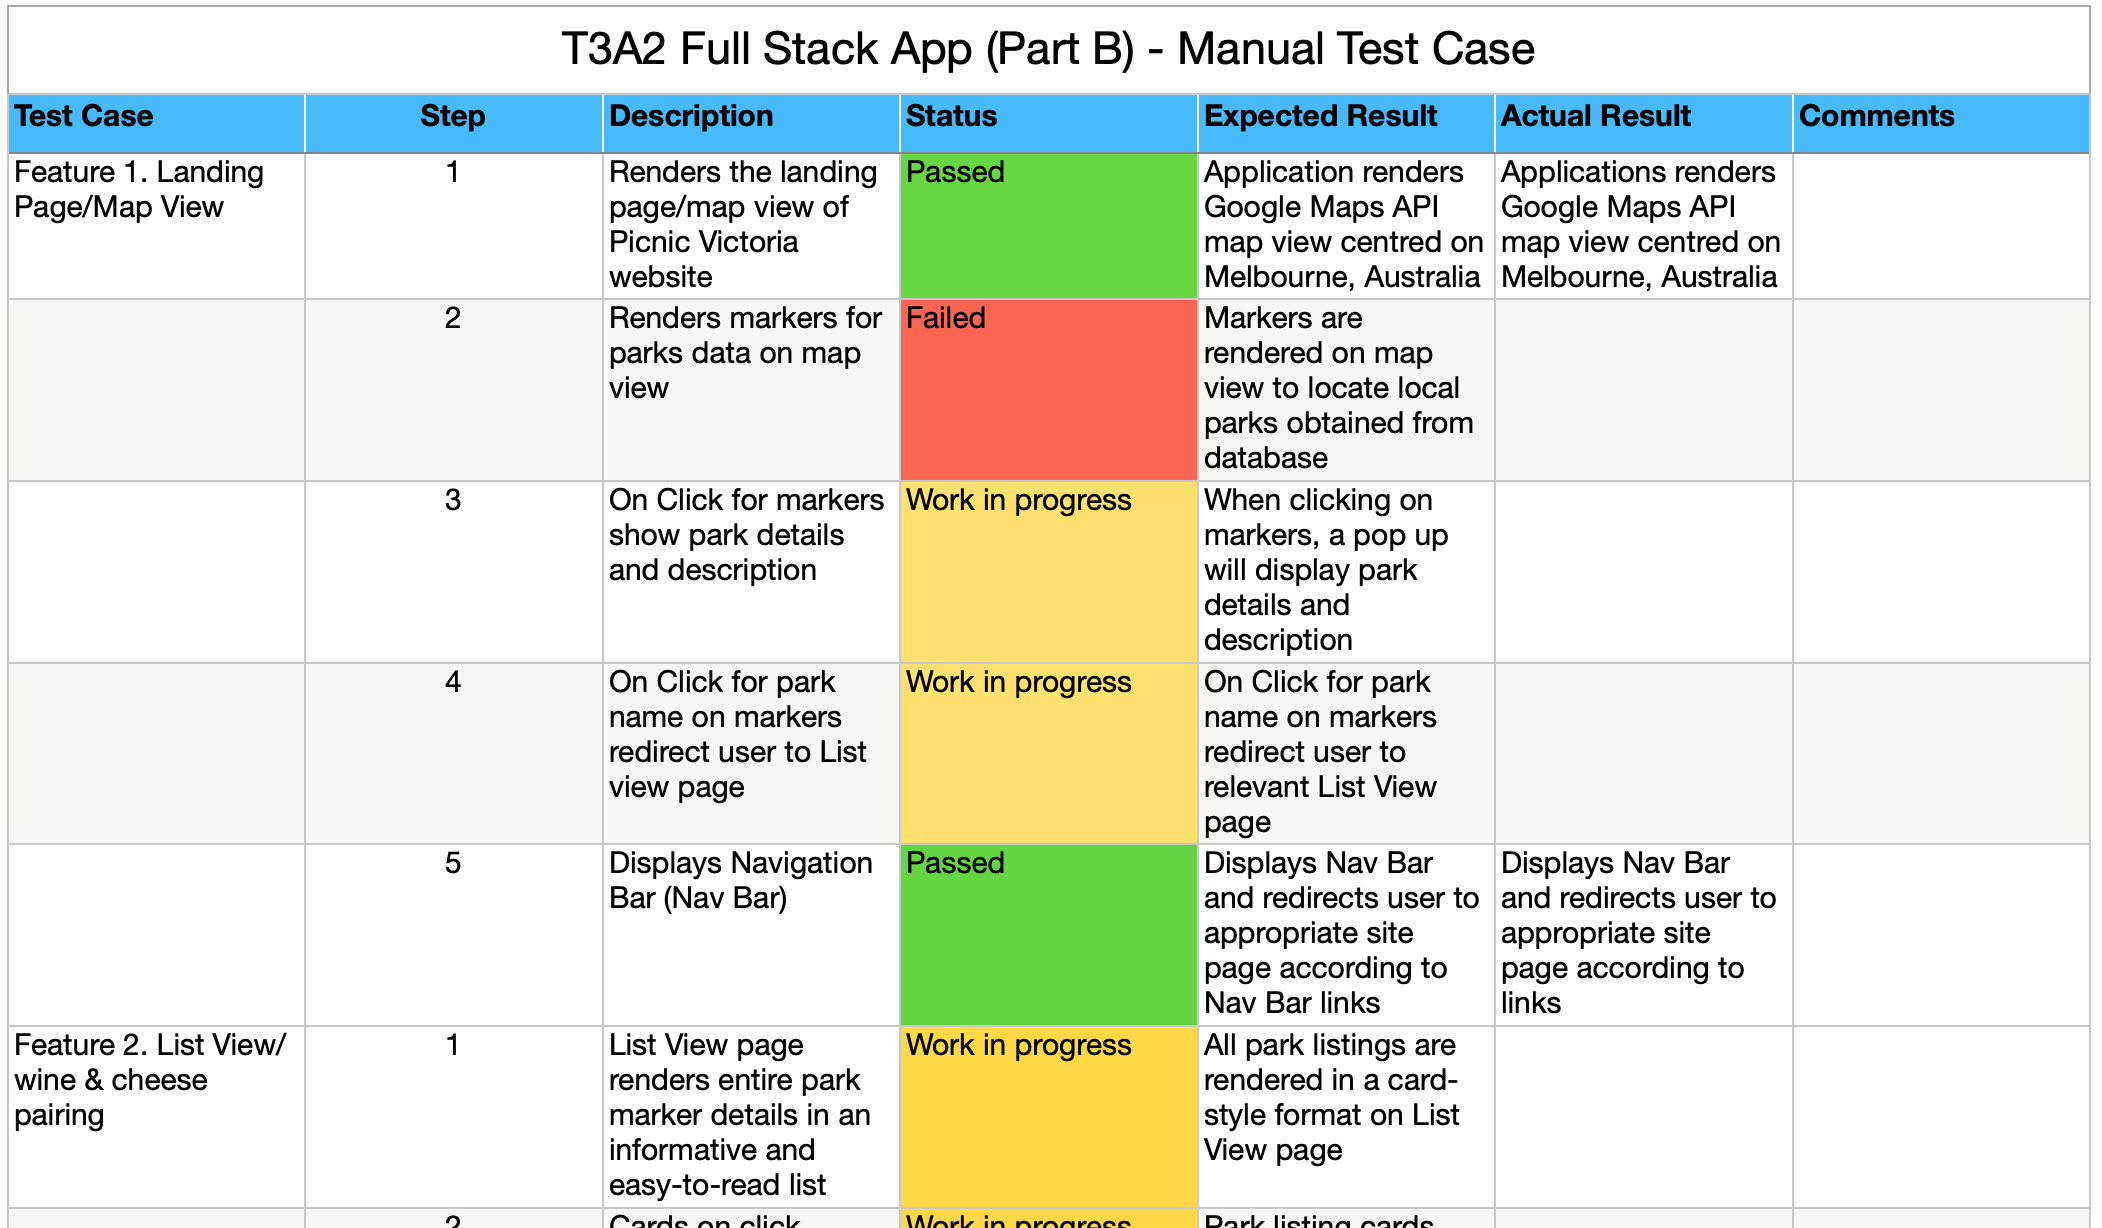 T3A2 Full Stack App (Part B) - Manual Test Case
Test Case
Step
Description
Status
Expected Result
Actual Result
Comments
Feature 1. Landing
Page/Map View
1
Renders the landing
page/map view of
Picnic Victoria
website
Passed
Application renders
Google Maps API
map view centred on
Melbourne, Australia
Applications renders
Google Maps API
map view centred on
Melbourne, Australia
2
Renders markers for
parks data on map
view
Failed
Markers are
rendered on map
view to locate local
parks obtained from
database
3
On Click for markers
show park details
and description
Work in progress
When clicking on
markers, a pop up
will display park
details and
description
4
On Click for park
name on markers
redirect user to List
view page
Work in progress
On Click for park
name on markers
redirect user to
relevant List View
page
5
Displays Navigation
Bar (Nav Bar)
Passed
Displays Nav Bar
and redirects user to
appropriate site
page according to
Nav Bar links
Displays Nav Bar
and redirects user to
appropriate site
page according to
links
Feature 2. List View/
wine & cheese
pairing
1
List View page
renders entire park
marker details in an
informative and
easy-to-read list
Work in progress
All park listings are
rendered in a card-
style format on List
View page
2
Cards on click
Work in progress
Park listing cards